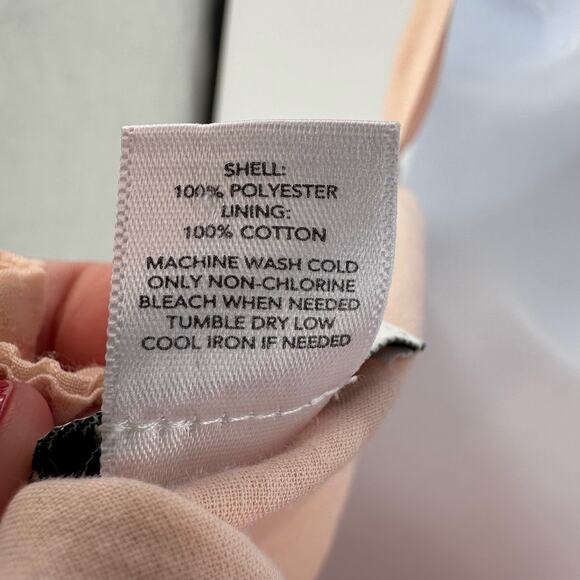 SHELL:
100% POLYESTER
LINING:
100% COTTON
MACHINE WASH COLD
ONLY NON-CHLORINE
BLEACH WHEN NEEDED
TUMBLE DRY LOW
COOL IRON IF NEEDED